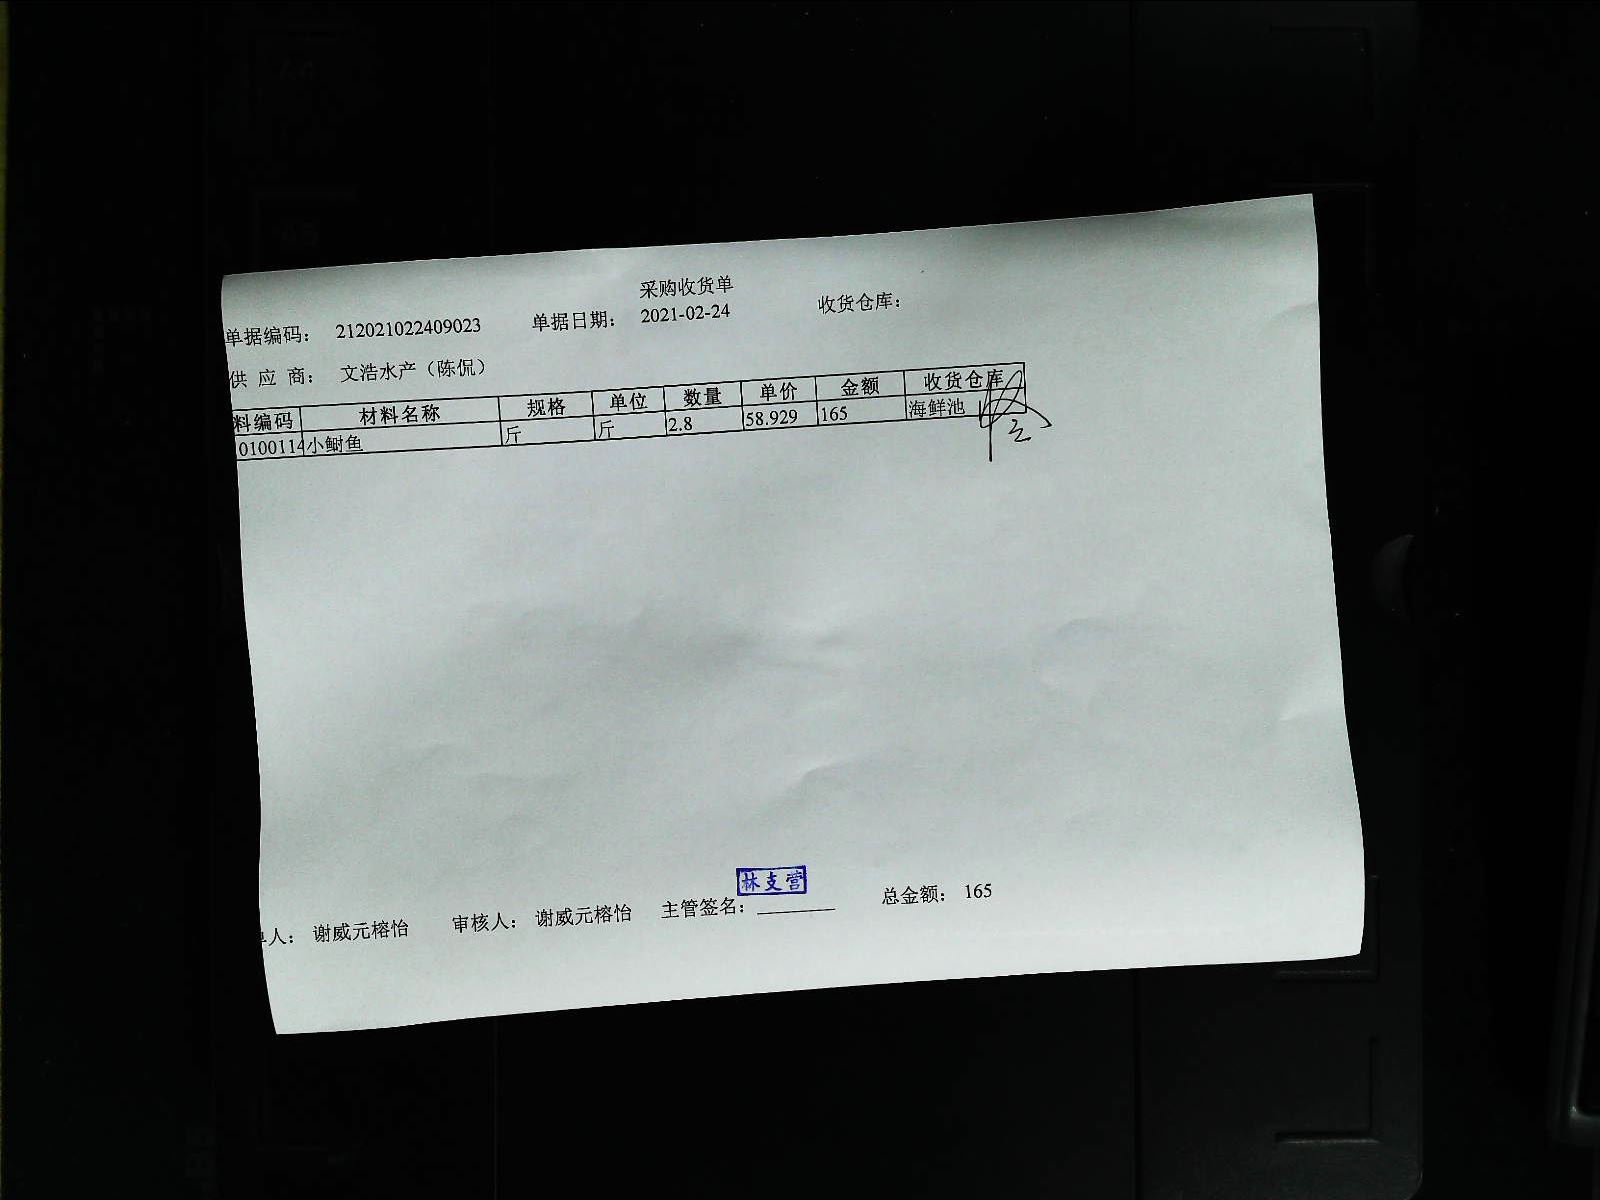 采购收货单
单据编码： 212021022409023 单据日期： 2021-02-24 收货仓库：
供 应 商： 文浩水产（陈侃）
料编码 材料名称 规格 单位 数量 单价 金额 收货仓库
0100114 小鲥鱼 斤 斤 2.8 58.929 165 海鲜池
林支营
人： 谢威元榕怡 审核人： 谢威元榕怡 主管签名： 总金额： 165